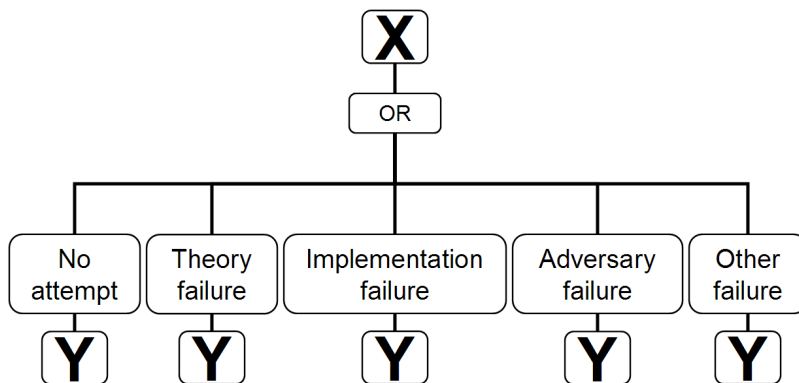 X
OR
No
attempt
Theory
failure
Implementation
failure
Adversary
failure
Other
failure
Y
Y
Y
Y
Y